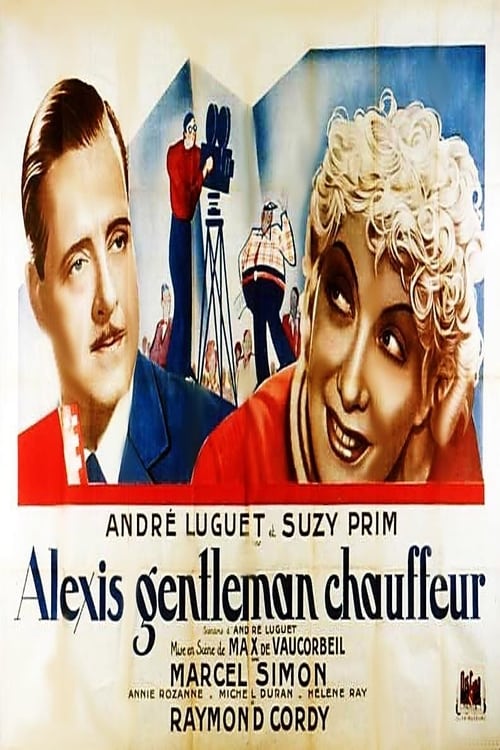 ANDRÉ LUGUET & SUZY PRIM
Alexis gentleman chauffeur
Scénario d'ANDRÉ LUGUET
Mise en Scène de MAX DE VAUCORBEIL
MARCEL SIMON
ANNIE ROZANNE - MICHEL DURAN - HÉLÈNE RAY
RAYMOND CORDY